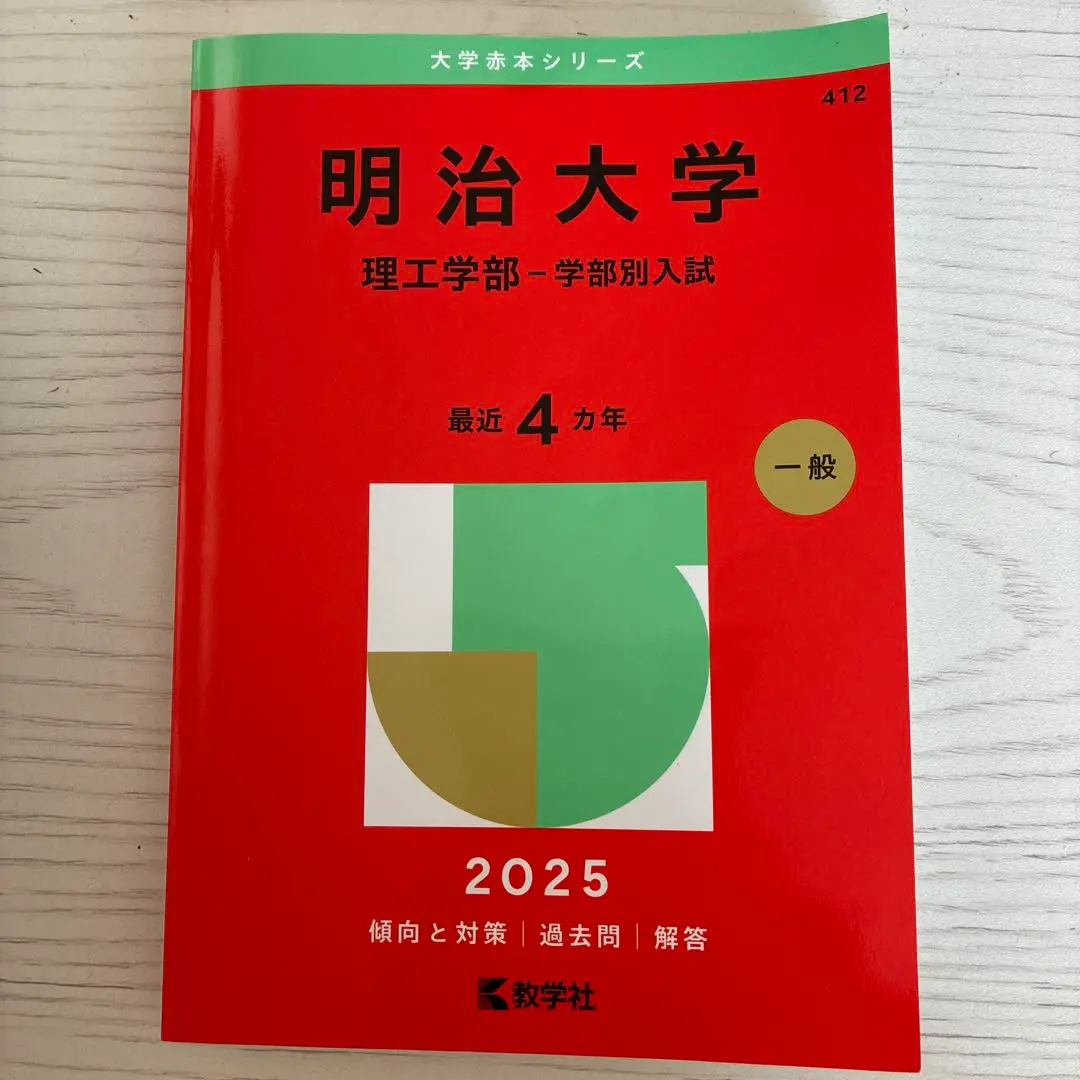 大学赤本シリーズ
412
明治大学
理工学部－学部別入試
最近4カ年
一般
2025
傾向と対策｜過去問｜解答
教学社